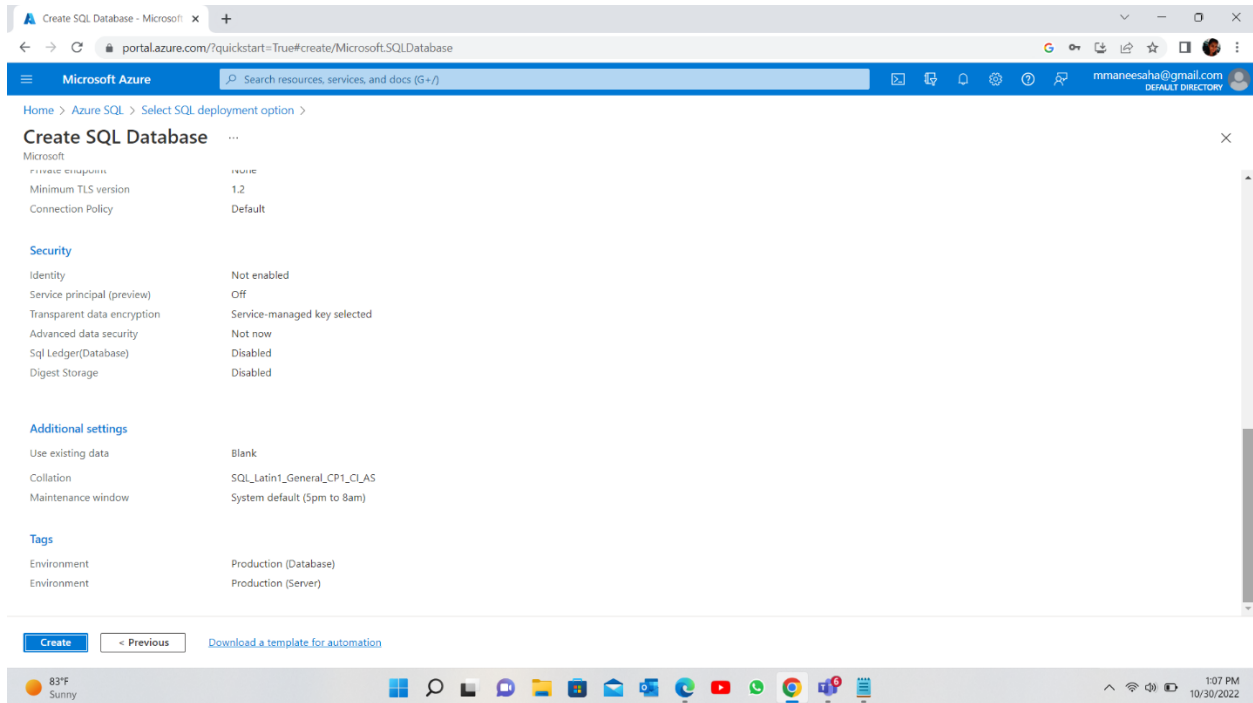 Create SQL Database - Microsoft
portal.azure.com/?quickstart=True#create/Microsoft.SQLDatabase
Microsoft Azure
Search resources, services, and docs (G+/)
mmaneesaha@gmail.com
DEFAULT DIRECTORY
Home > Azure SQL > Select SQL deployment option >
Create SQL Database ...
Microsoft
Private endpoint None
Minimum TLS version 1.2
Connection Policy Default
Security
Identity Not enabled
Service principal (preview) Off
Transparent data encryption Service-managed key selected
Advanced data security Not now
Sql Ledger(Database) Disabled
Digest Storage Disabled
Additional settings
Use existing data Blank
Collation SQL_Latin1_General_CP1_CI_AS
Maintenance window System default (5pm to 8am)
Tags
Environment Production (Database)
Environment Production (Server)
Create < Previous Download a template for automation
83°F
Sunny
6
1:07 PM
10/30/2022